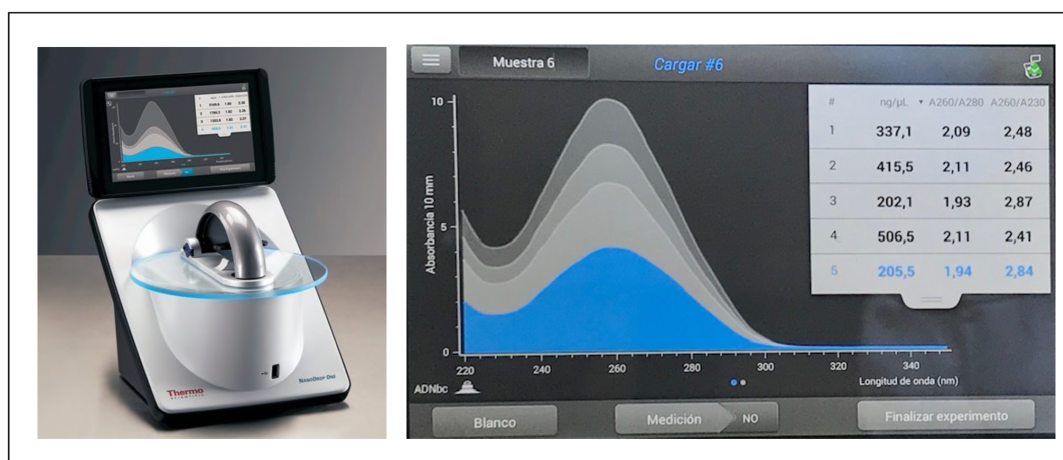 Muestra 6
Cargar #6
# ng/µL ▾ A260/A280 A260/A230
1 337,1 2,09 2,48
2 415,5 2,11 2,46
3 202,1 1,93 2,87
4 506,5 2,11 2,41
5 205,5 1,94 2,84
Absorbancia 10 mm
10
5
0
220 240 260 280 300 320 340
ADNbc
Longitud de onda (nm)
Blanco
Medición NO
Finalizar experimento
Thermo
SCIENTIFIC
NANODROP ONE